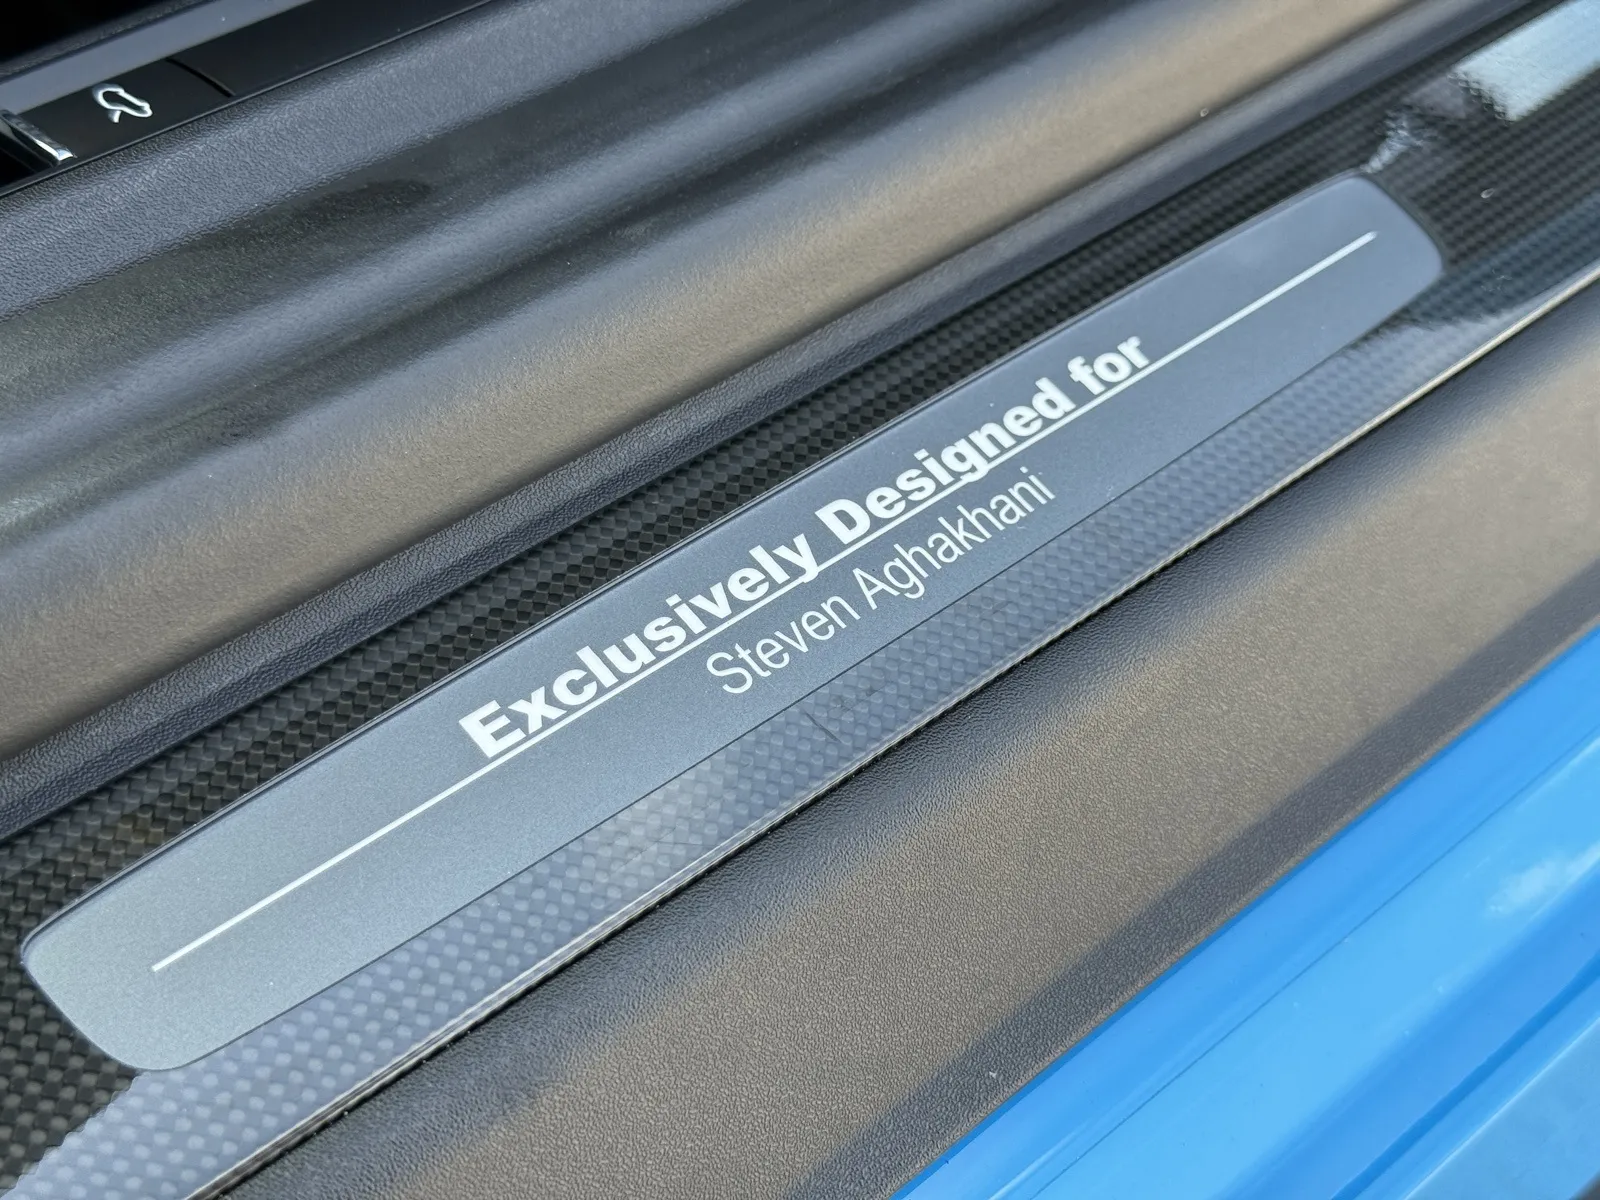 Exclusively Designed for
Steven Aghakhani